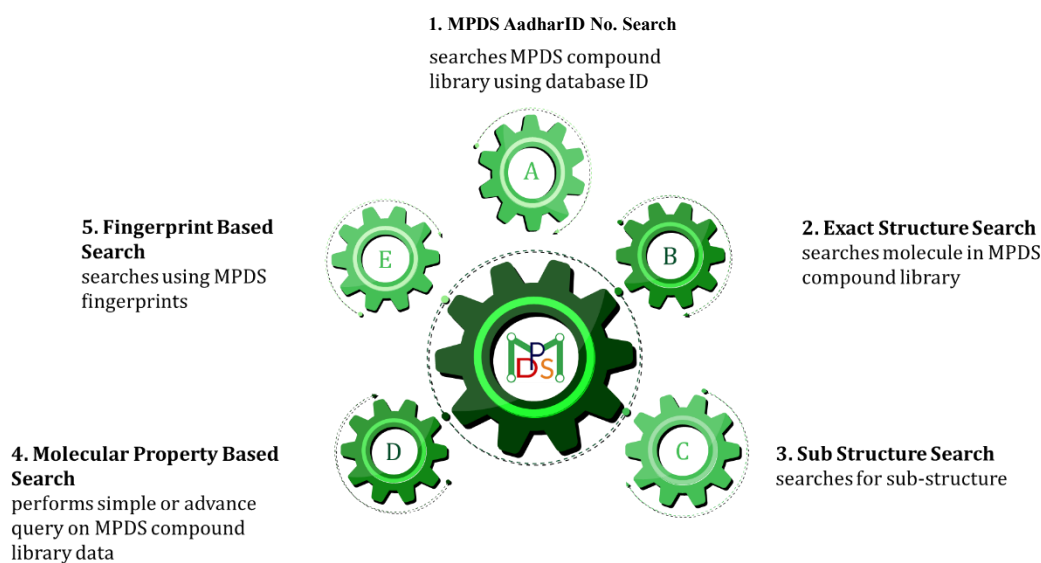 1. MPDS AadharID No. Search
searches MPDS compound
library using database ID
A
5. Fingerprint Based
Search
searches using MPDS
fingerprints
E
B
2. Exact Structure Search
searches molecule in MPDS
compound library
MPDS
4. Molecular Property Based
Search
performs simple or advance
query on MPDS compound
library data
D
C
3. Sub Structure Search
searches for sub-structure